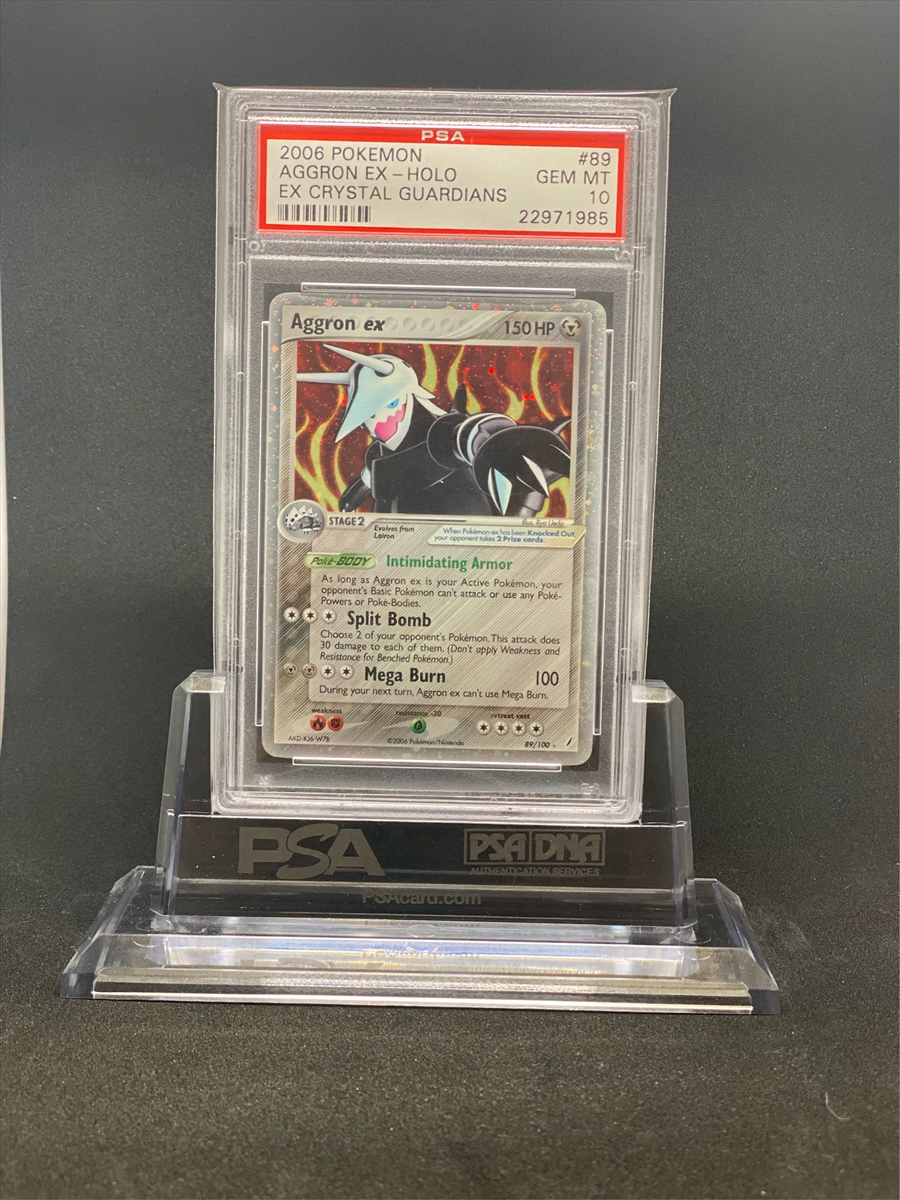 PSA
2006 POKEMON #89
AGGRON EX-HOLO GEM MT
EX CRYSTAL GUARDIANS 10
22971985
Aggron ex 150 HP
Illus. Ryo Ueda
STAGE 2 Evolves from
Lairon
When Pokémon-ex has been Knocked Out,
your opponent takes 2 Prize cards.
Poké-BODY Intimidating Armor
As long as Aggron ex is your Active Pokémon, your
opponent's Basic Pokémon can't attack or use any Poké-
Powers or Poké-Bodies.
Split Bomb
Choose 2 of your opponent's Pokémon. This attack does
30 damage to each of them. (Don't apply Weakness and
Resistance for Benched Pokémon.)
Mega Burn 100
During your next turn, Aggron ex can't use Mega Burn.
weakness resistance -30 retreat cost
AKD-KJ6-W7B ©2006 Pokémon/Nintendo 89/100
PSA PSA DNA
AUTHENTICATION SERVICES
PSAcard.com